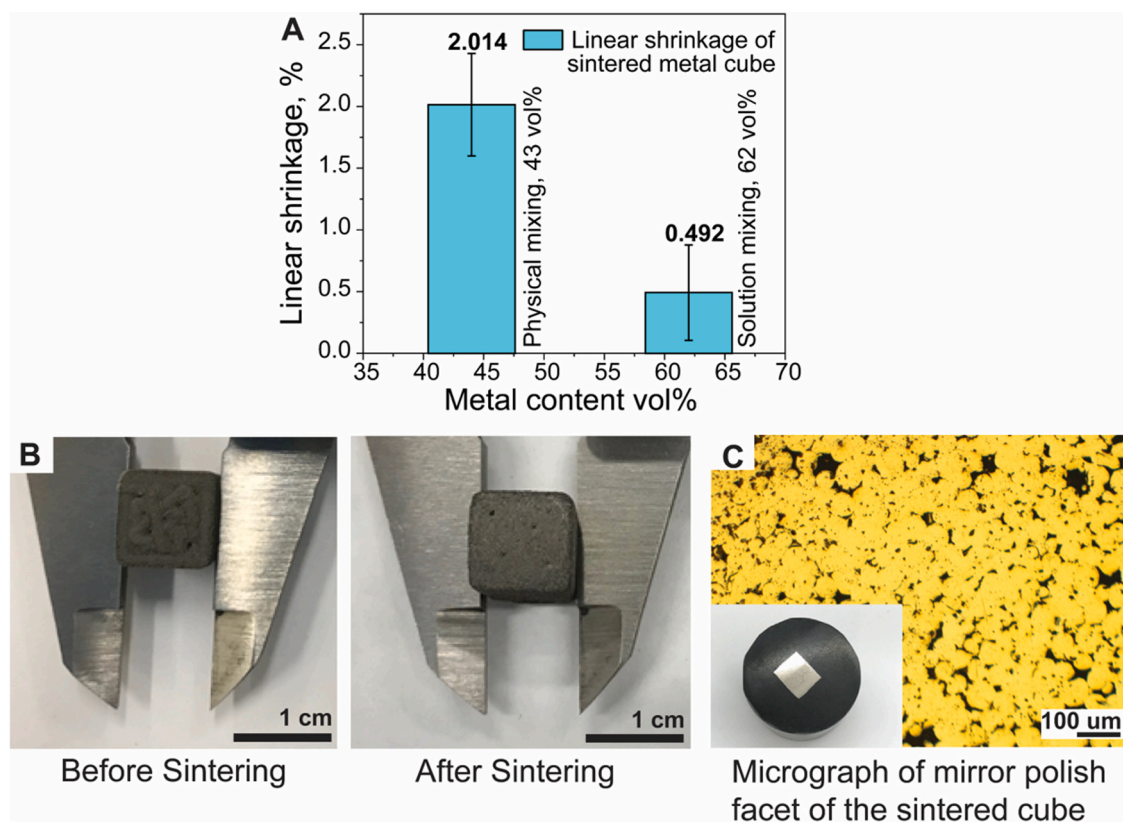 A
2.5
2.0
1.5
1.0
0.5
0.0
Linear shrinkage, %
2.014
Linear shrinkage of
sintered metal cube
Physical mixing, 43 vol%
0.492
Solution mixing, 62 vol%
35 40 45 50 55 60 65 70
Metal content vol%
B
1 cm
1 cm
C
100 um
Before Sintering
After Sintering
Micrograph of mirror polish
facet of the sintered cube